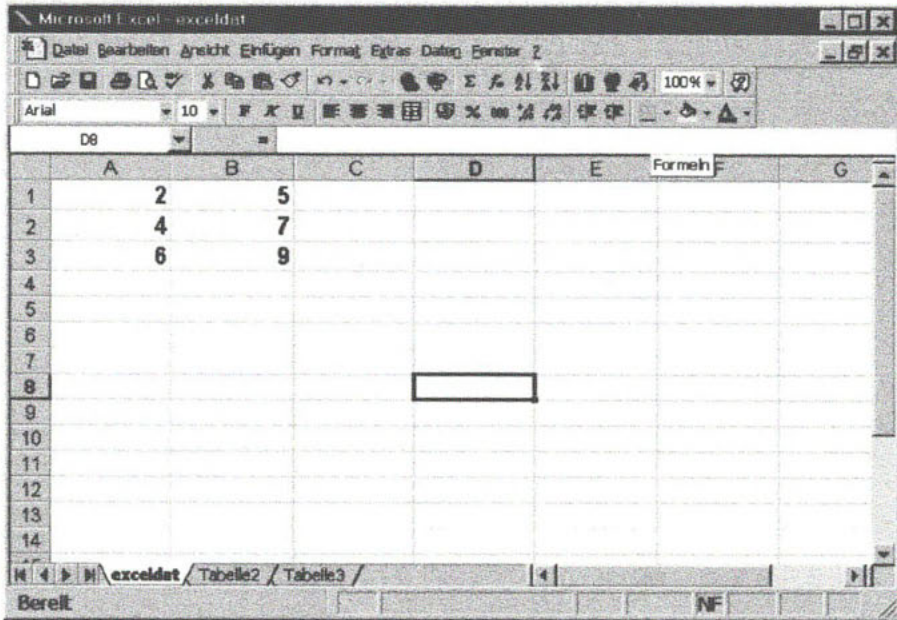 Microsoft Excel - exceldat
Datei Bearbeiten Ansicht Einfügen Format Extras Daten Fenster ?
100%
Arial 10 F K U % 000
D8 =
Formeln
A B C D E F G
1 2 5
2 4 7
3 6 9
4
5
6
7
8
9
10
11
12
13
14
exceldat Tabelle2 Tabelle3
Bereit NF